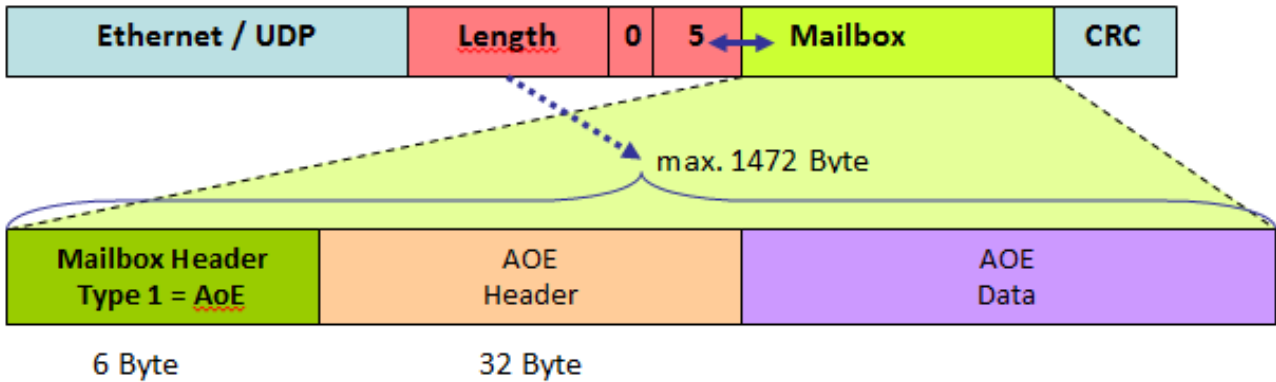 Ethernet / UDP Length 0 5 Mailbox CRC
max. 1472 Byte
Mailbox Header AOE AOE
Type 1 = AoE Header Data
6 Byte 32 Byte